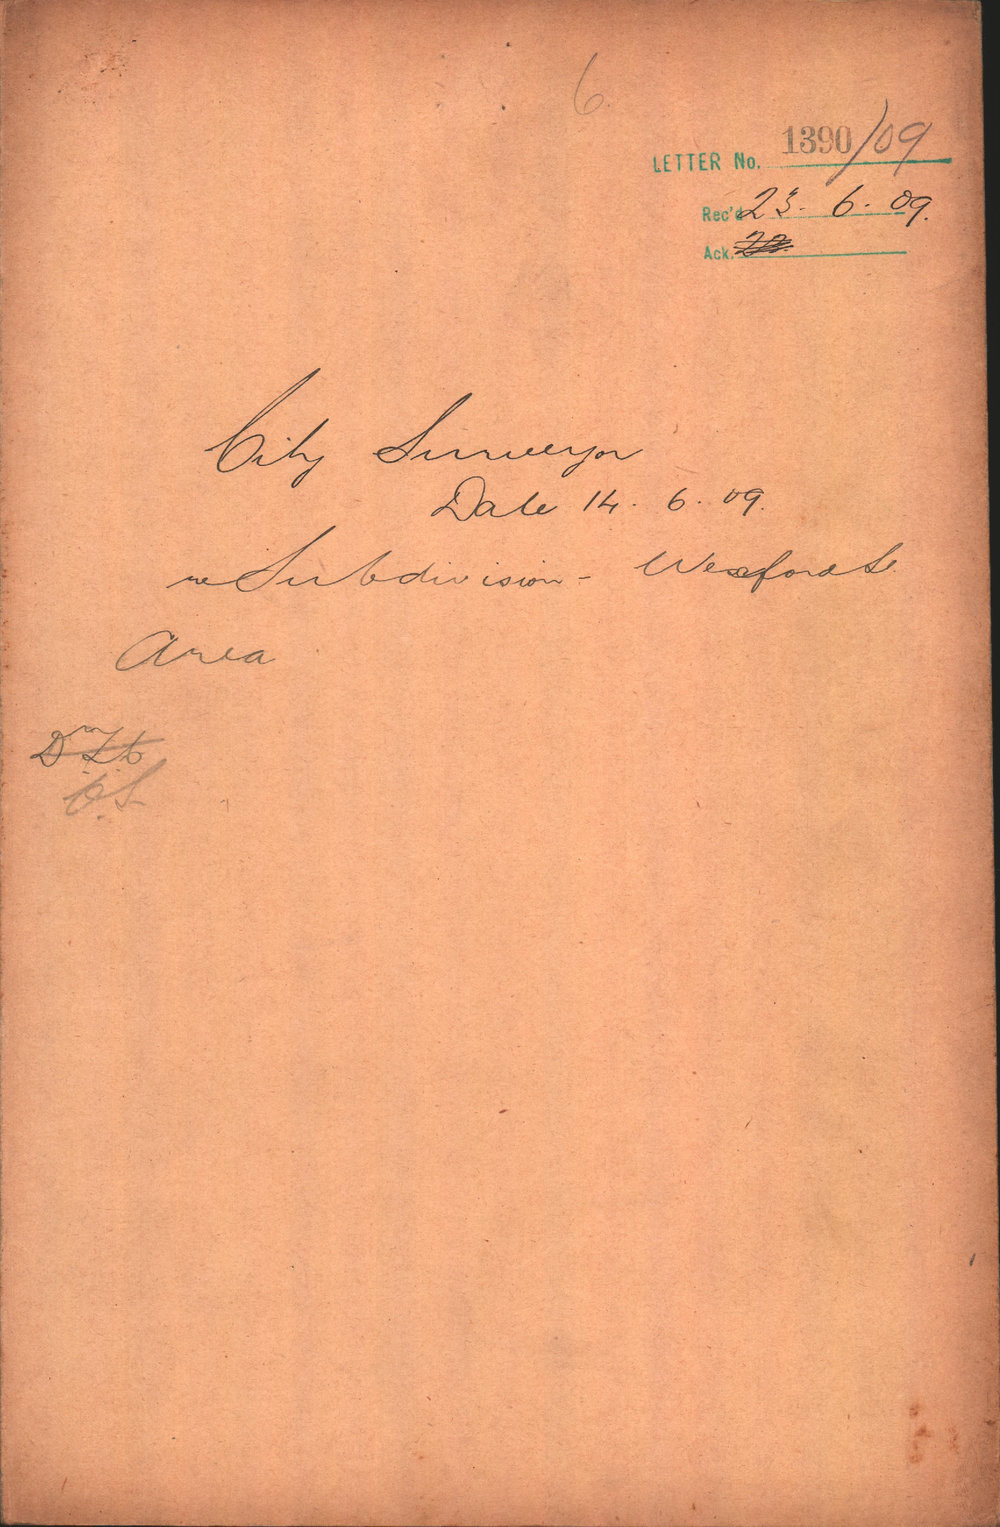 6.
LETTER No. 1390/09
Rec'd 23. 6. 09.
Ack.
City Surveyor
Date 14. 6. 09.
re Subdivision - Wexford St
Area